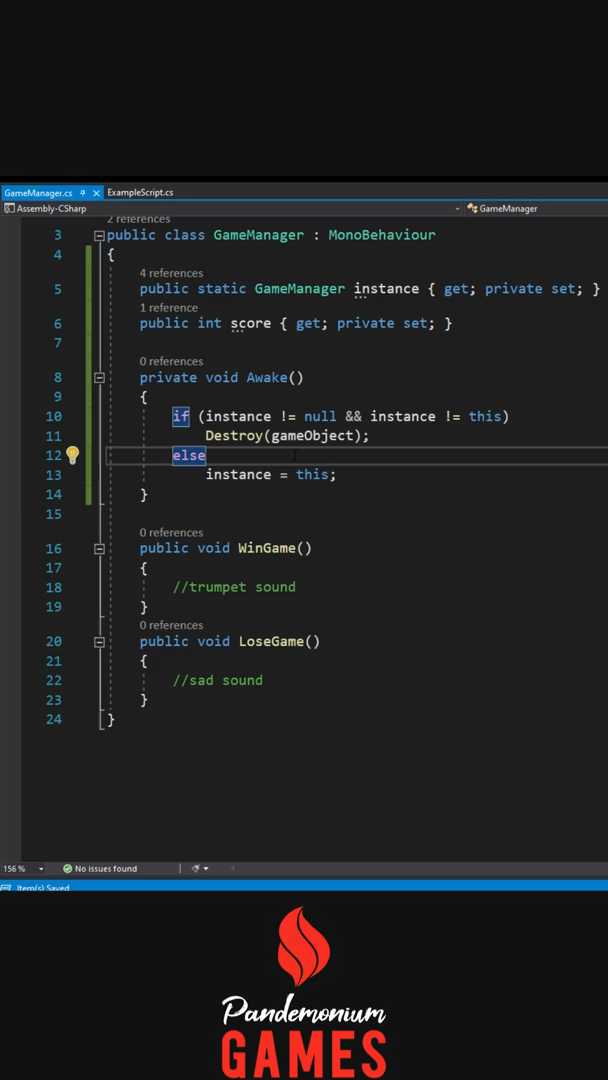 GameManager.cs ExampleScript.cs
Assembly-CSharp GameManager
2 references
3 public class GameManager : MonoBehaviour
4 {
4 references
5 public static GameManager instance { get; private set; }
1 reference
6 public int score { get; private set; }
7
0 references
8 private void Awake()
9 {
10 if (instance != null && instance != this)
11 Destroy(gameObject);
12 else
13 instance = this;
14 }
15
0 references
16 public void WinGame()
17 {
18 //trumpet sound
19 }
0 references
20 public void LoseGame()
21 {
22 //sad sound
23 }
24 }
156 % No issues found
Item(s) Saved
Pandemonium
GAMES